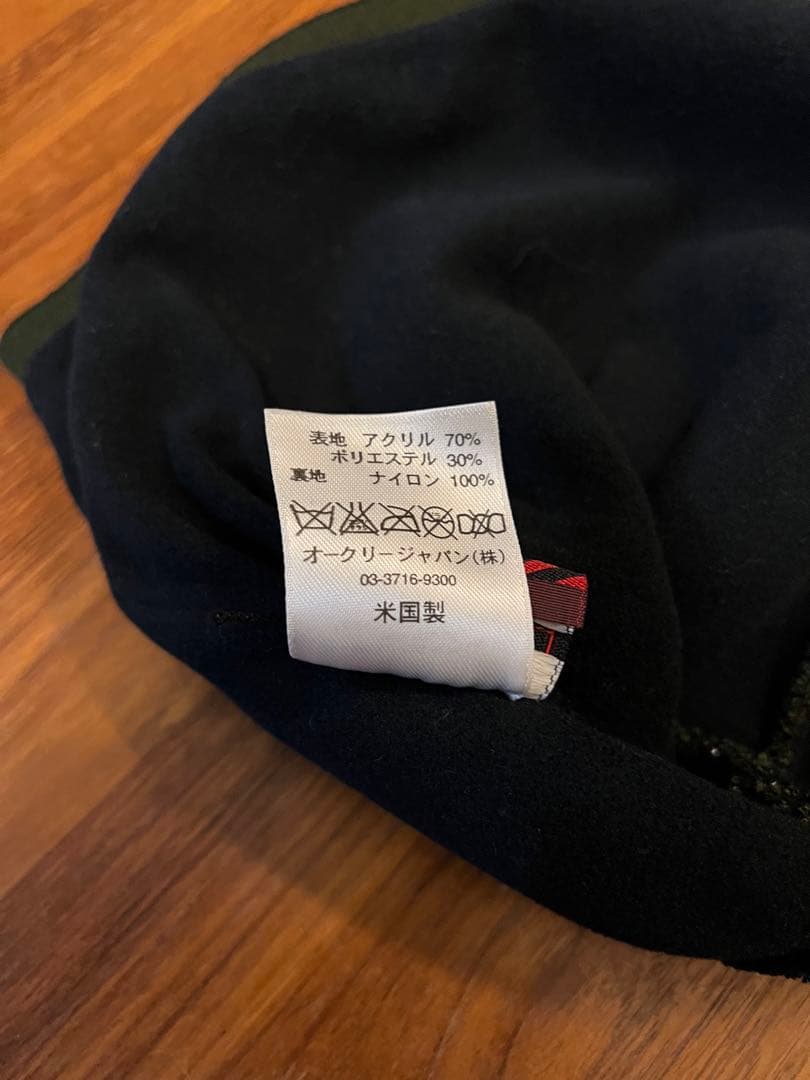 表地 アクリル 70%
ポリエステル 30%
裏地 ナイロン 100%
オークリージャパン(株)
03-3716-9300
米国製